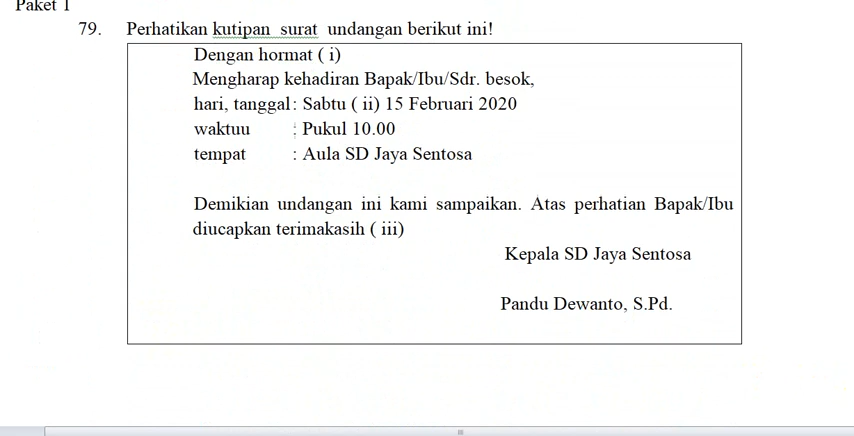 Paket 1
79. Perhatikan kutipan surat undangan berikut ini!
Dengan hormat ( i)
Mengharap kehadiran Bapak/Ibu/Sdr. besok,
hari, tanggal : Sabtu ( ii) 15 Februari 2020
waktuu : Pukul 10.00
tempat : Aula SD Jaya Sentosa
Demikian undangan ini kami sampaikan. Atas perhatian Bapak/Ibu
diucapkan terimakasih ( iii)
Kepala SD Jaya Sentosa
Pandu Dewanto, S.Pd.